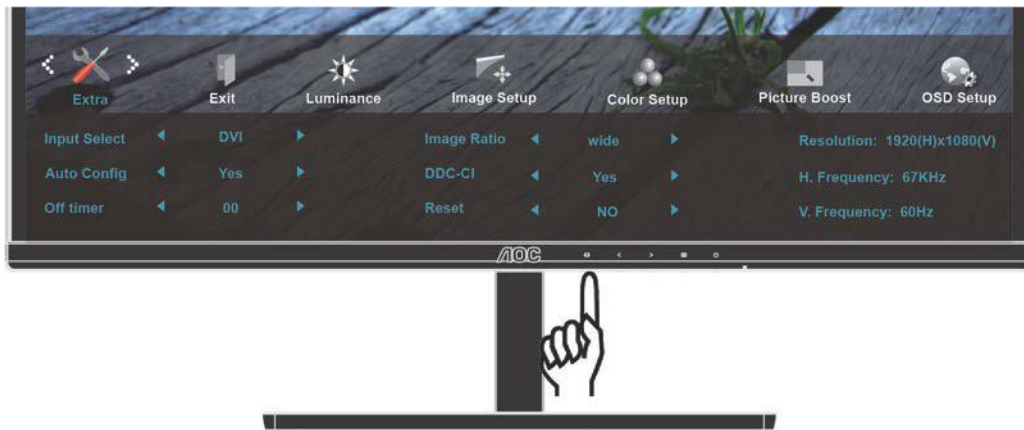 Extra Exit Luminance Image Setup Color Setup Picture Boost OSD Setup
Input Select DVI Image Ratio wide Resolution: 1920(H)x1080(V)
Auto Config Yes DDC-CI Yes H. Frequency: 67KHz
Off timer 00 Reset NO V. Frequency: 60Hz
AOC